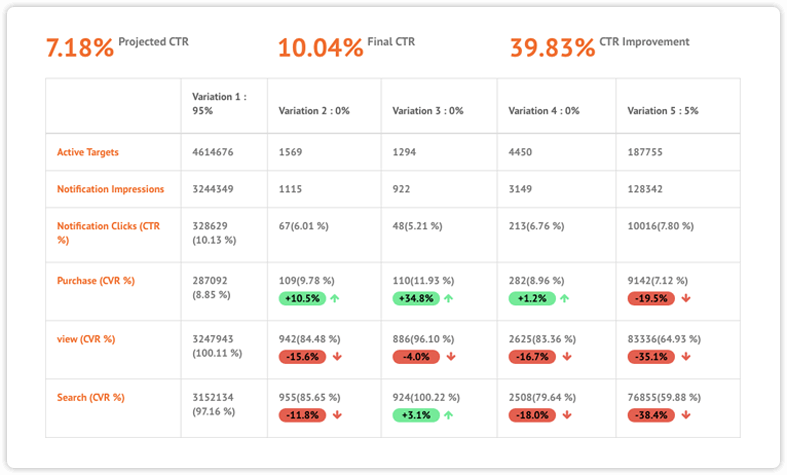 7.18% Projected CTR 10.04% Final CTR 39.83% CTR Improvement
Variation 1 :
95% Variation 2 : 0% Variation 3 : 0% Variation 4 : 0% Variation 5 : 5%
Active Targets 4614676 1569 1294 4450 187755
Notification Impressions 3244349 1115 922 3149 128342
Notification Clicks (CTR 328629 67(6.01 %) 48(5.21 %) 213(6.76 %) 10016(7.80 %)
%) (10.13 %)
Purchase (CVR %) 287092 109(9.78 %) 110(11.93 %) 282(8.96 %) 9142(7.12 %)
(8.85 %) +10.5% +34.8% +1.2% -19.5%
view (CVR %) 3247943 942(84.48 %) 886(96.10 %) 2625(83.36 %) 83336(64.93 %)
(100.11 %) -15.6% -4.0% -16.7% -35.1%
Search (CVR %) 3152134 955(85.65 %) 924(100.22 %) 2508(79.64 %) 76855(59.88 %)
(97.16 %) -11.8% +3.1% -18.0% -38.4%